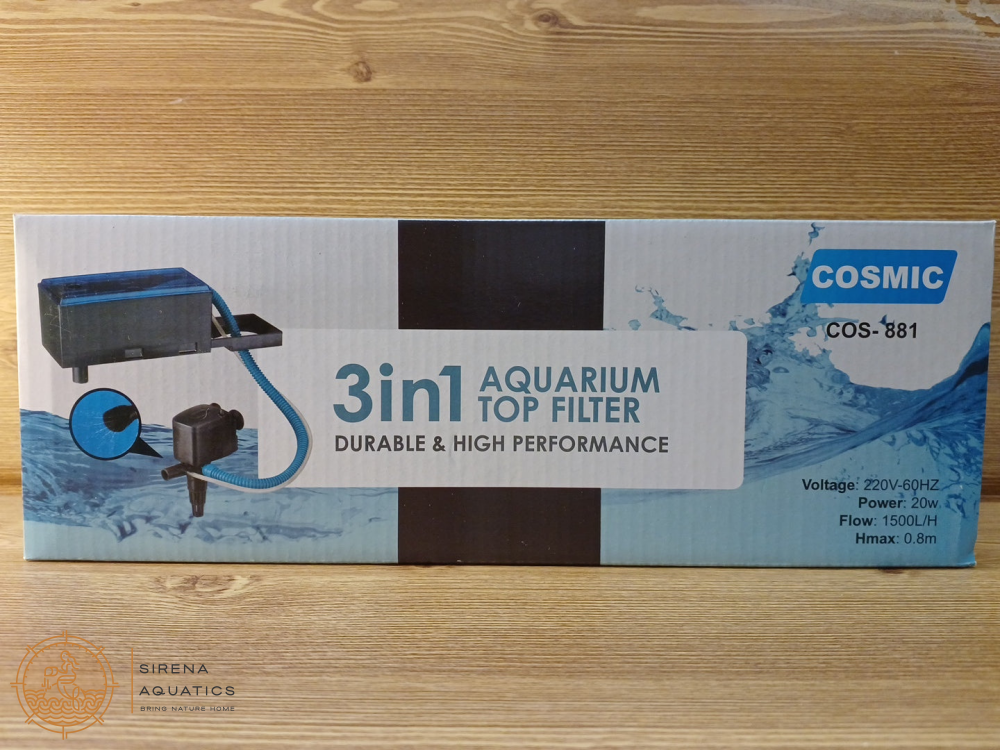 COSMIC
COS- 881
3in1 AQUARIUM
TOP FILTER
DURABLE & HIGH PERFORMANCE
Voltage: 220V-60HZ
Power: 20w
Flow: 1500L/H
Hmax: 0.8m
SIRENA
AQUATICS
BRING NATURE HOME